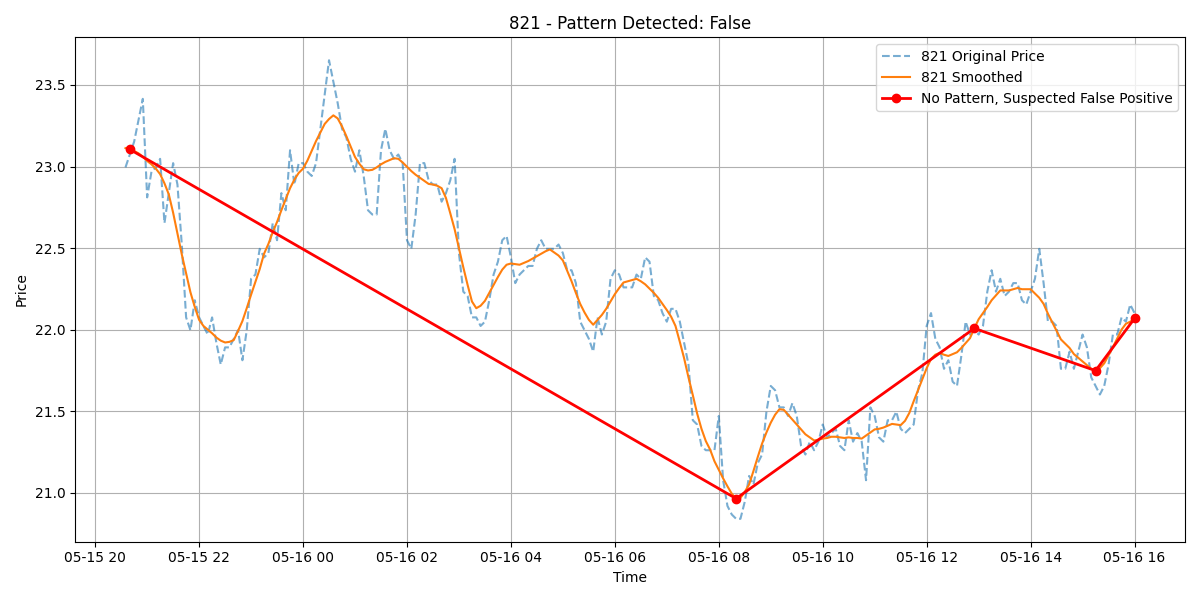 821 - Pattern Detected: False
821 Original Price
821 Smoothed
No Pattern, Suspected False Positive
Price
23.5
23.0
22.5
22.0
21.5
21.0
05-15 20 05-15 22 05-16 00 05-16 02 05-16 04 05-16 06 05-16 08 05-16 10 05-16 12 05-16 14 05-16 16
Time